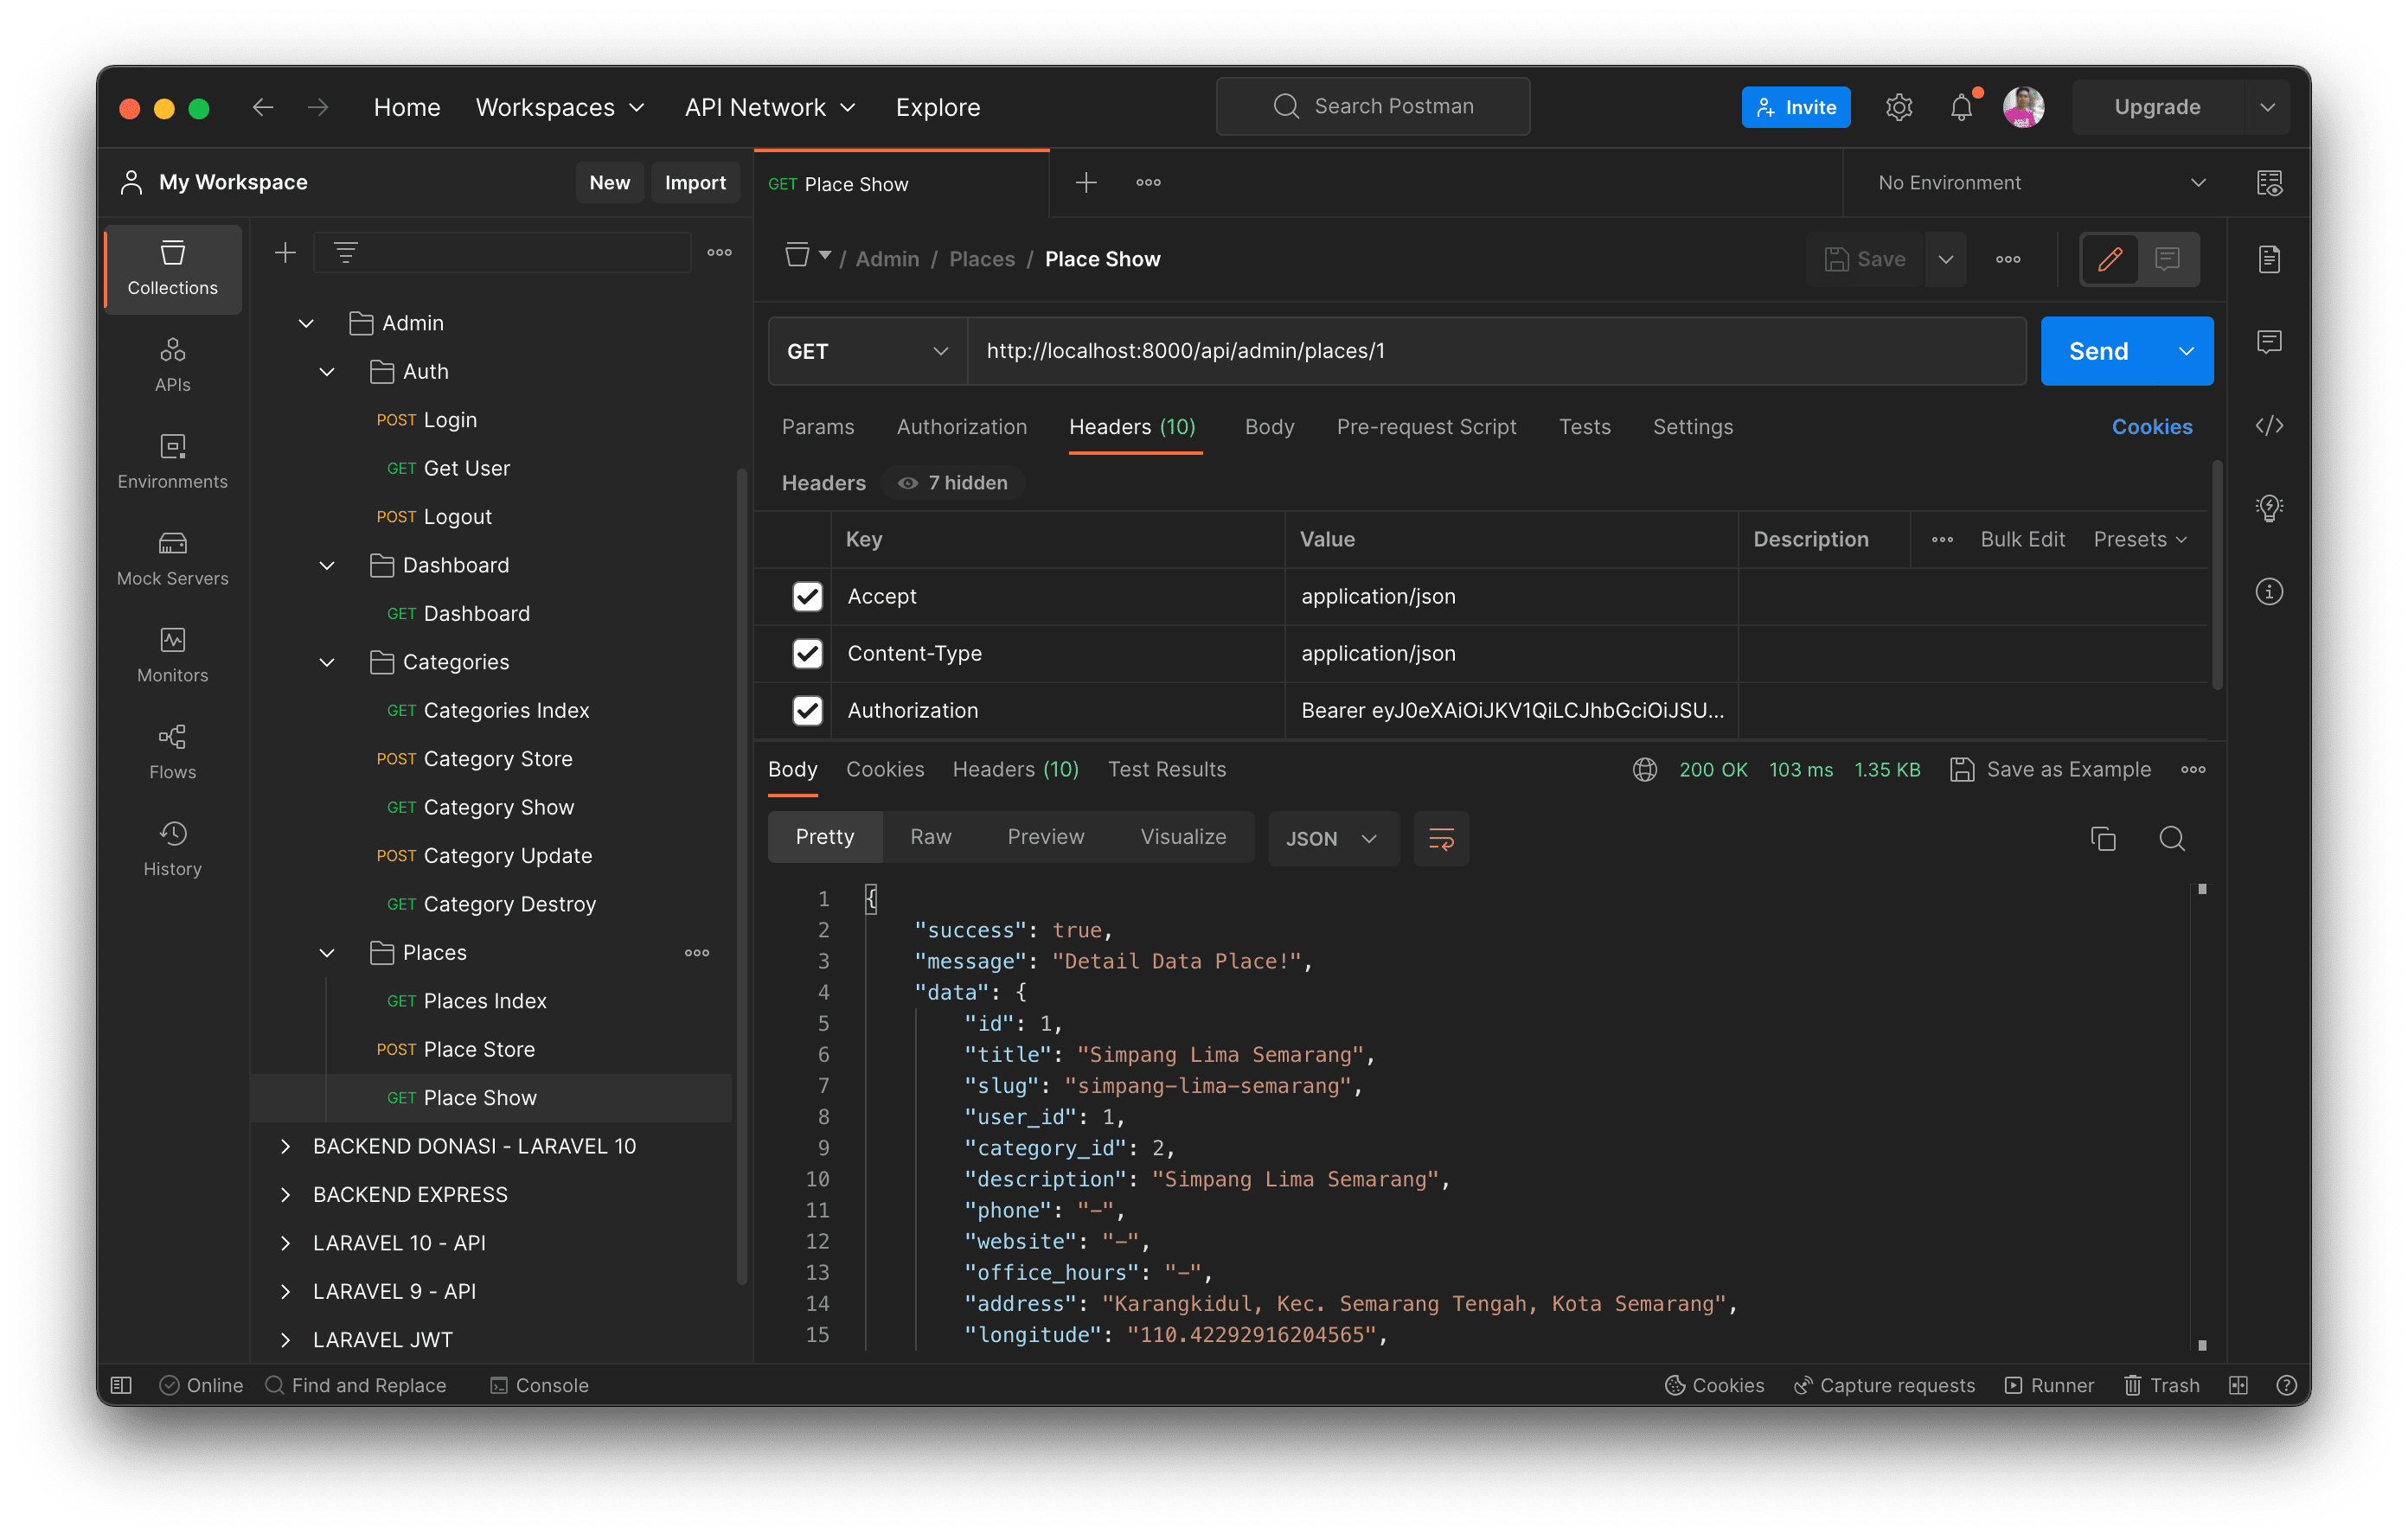 Home Workspaces API Network Explore Search Postman Invite Upgrade
My Workspace New Import
GET Place Show No Environment
Collections
APIs
Environments
Mock Servers
Monitors
Flows
History
Admin
Auth
POST Login
GET Get User
POST Logout
Dashboard
GET Dashboard
Categories
GET Categories Index
POST Category Store
GET Category Show
POST Category Update
GET Category Destroy
Places
GET Places Index
POST Place Store
GET Place Show
BACKEND DONASI - LARAVEL 10
BACKEND EXPRESS
LARAVEL 10 - API
LARAVEL 9 - API
LARAVEL JWT
/ Admin / Places / Place Show Save
GET http://localhost:8000/api/admin/places/1 Send
Params Authorization Headers (10) Body Pre-request Script Tests Settings Cookies
Headers 7 hidden
Key Value Description Bulk Edit Presets
Accept application/json
Content-Type application/json
Authorization Bearer eyJ0eXAiOiJKV1QiLCJhbGciOiJSU...
Body Cookies Headers (10) Test Results 200 OK 103 ms 1.35 KB Save as Example
Pretty Raw Preview Visualize JSON
1 {
2 "success": true,
3 "message": "Detail Data Place!",
4 "data": {
5 "id": 1,
6 "title": "Simpang Lima Semarang",
7 "slug": "simpang-lima-semarang",
8 "user_id": 1,
9 "category_id": 2,
10 "description": "Simpang Lima Semarang",
11 "phone": "-",
12 "website": "-",
13 "office_hours": "-",
14 "address": "Karangkidul, Kec. Semarang Tengah, Kota Semarang",
15 "longitude": "110.42292916204565",
Online Find and Replace Console Cookies Capture requests Runner Trash